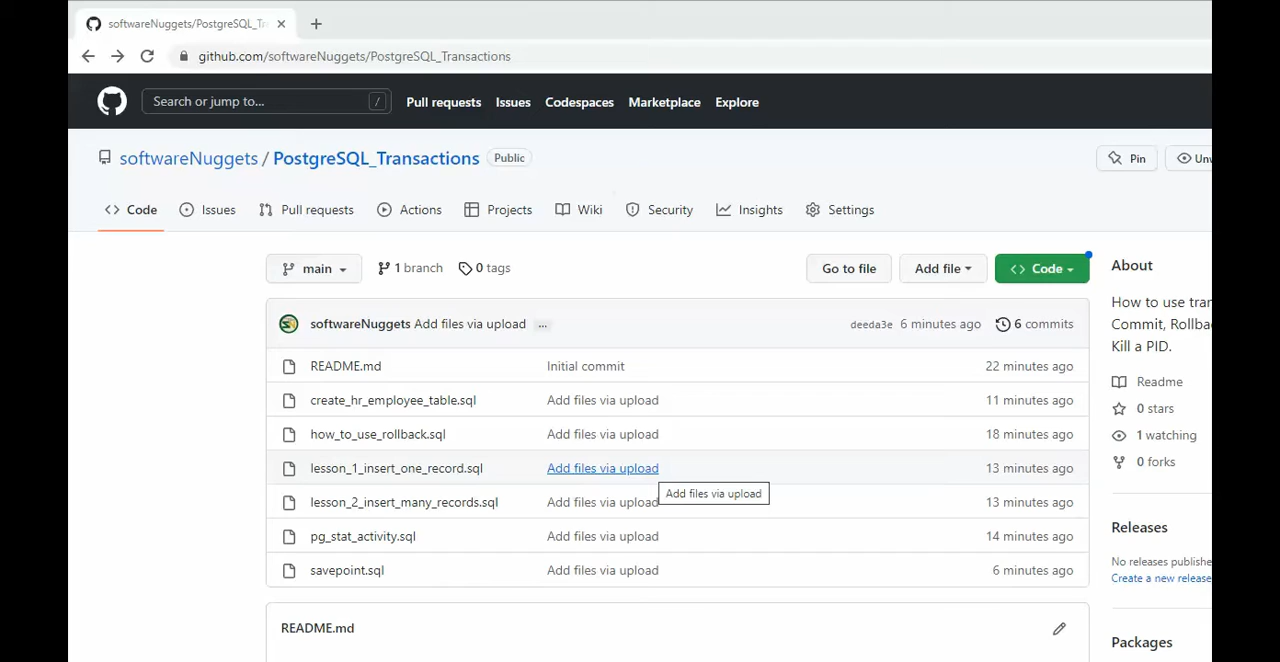 softwareNuggets/PostgreSQL_Tr
github.com/softwareNuggets/PostgreSQL_Transactions
Search or jump to... / Pull requests Issues Codespaces Marketplace Explore
softwareNuggets / PostgreSQL_Transactions Public Pin
Code Issues Pull requests Actions Projects Wiki Security Insights Settings
main 1 branch 0 tags Go to file Add file Code
softwareNuggets Add files via upload ... deeda3e 6 minutes ago 6 commits
README.md Initial commit 22 minutes ago
create_hr_employee_table.sql Add files via upload 11 minutes ago
how_to_use_rollback.sql Add files via upload 18 minutes ago
lesson_1_insert_one_record.sql Add files via upload 13 minutes ago
Add files via upload
lesson_2_insert_many_records.sql Add files via upload 13 minutes ago
pg_stat_activity.sql Add files via upload 14 minutes ago
savepoint.sql Add files via upload 6 minutes ago
README.md
About
How to use
Commit,
Kill a PID.
Readme
0 stars
1 watching
0 forks
Releases
No releases
Create a new release
Packages